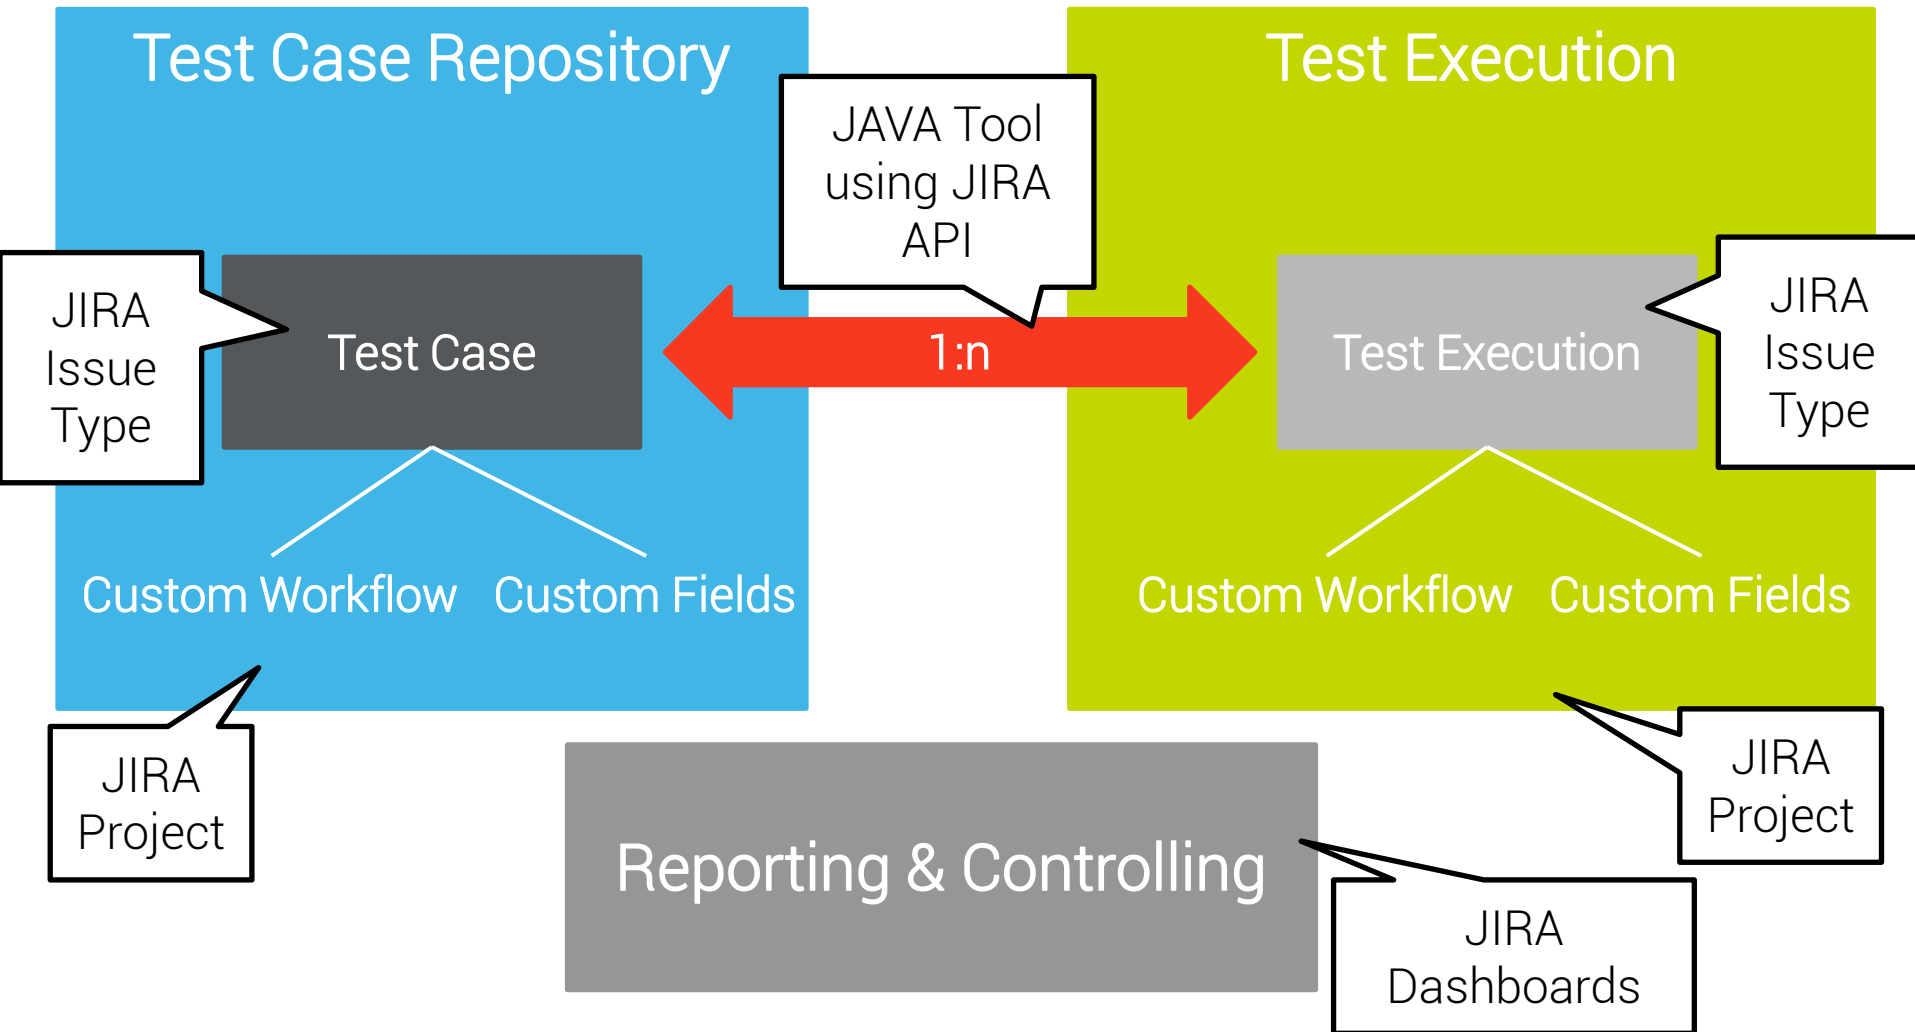 Test Case Repository
Test Execution
JAVA Tool
using JIRA
API
JIRA
Issue
Type
Test Case
1:n
Test Execution
JIRA
Issue
Type
Custom Workflow
Custom Fields
Custom Workflow
Custom Fields
JIRA
Project
JIRA
Project
Reporting & Controlling
JIRA
Dashboards